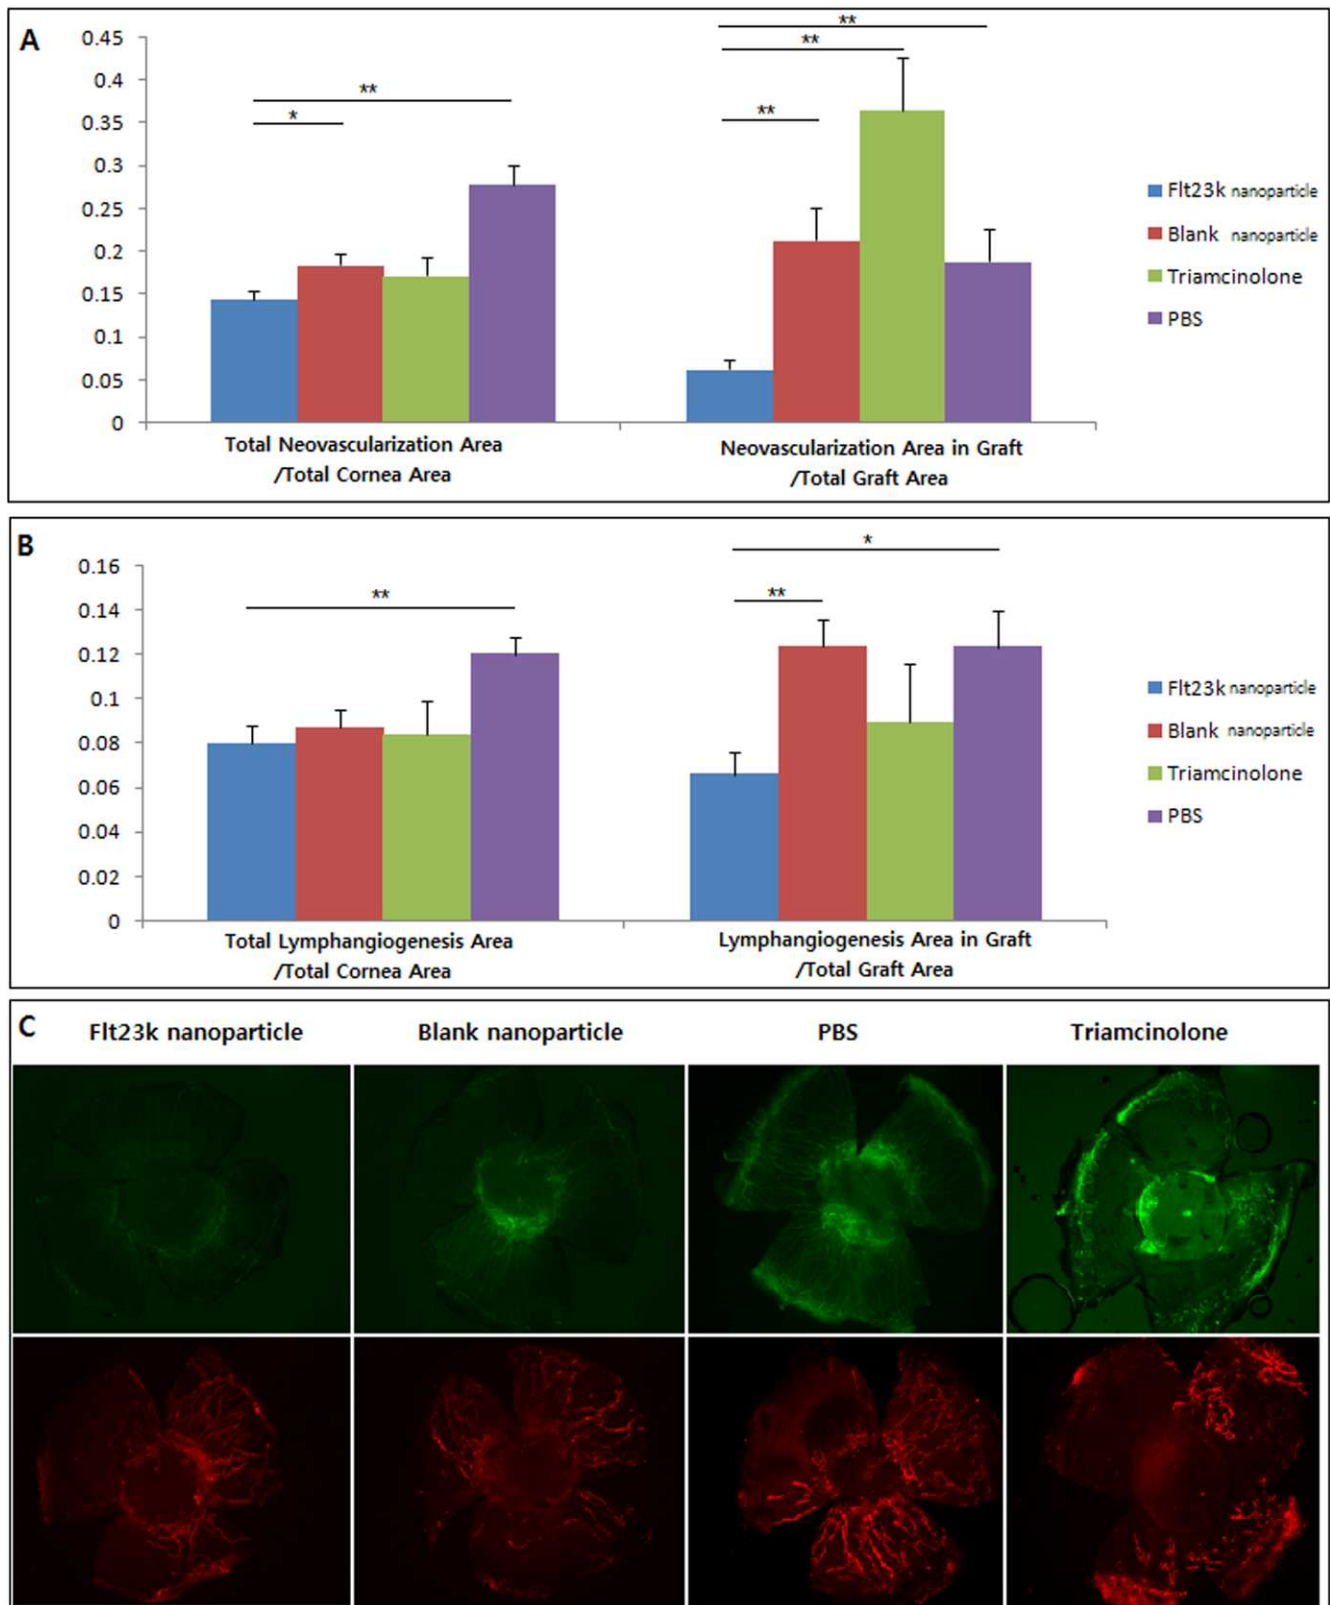 A
0.45
0.4
0.35
0.3
0.25
0.2
0.15
0.1
0.05
0
*
**
**
**
**
Total Neovascularization Area
/Total Cornea Area
Neovascularization Area in Graft
/Total Graft Area
Flt23k nanoparticle
Blank nanoparticle
Triamcinolone
PBS
B
0.16
0.14
0.12
0.1
0.08
0.06
0.04
0.02
0
**
**
*
Total Lymphangiogenesis Area
/Total Cornea Area
Lymphangiogenesis Area in Graft
/Total Graft Area
Flt23k nanoparticle
Blank nanoparticle
Triamcinolone
PBS
C
Flt23k nanoparticle
Blank nanoparticle
PBS
Triamcinolone